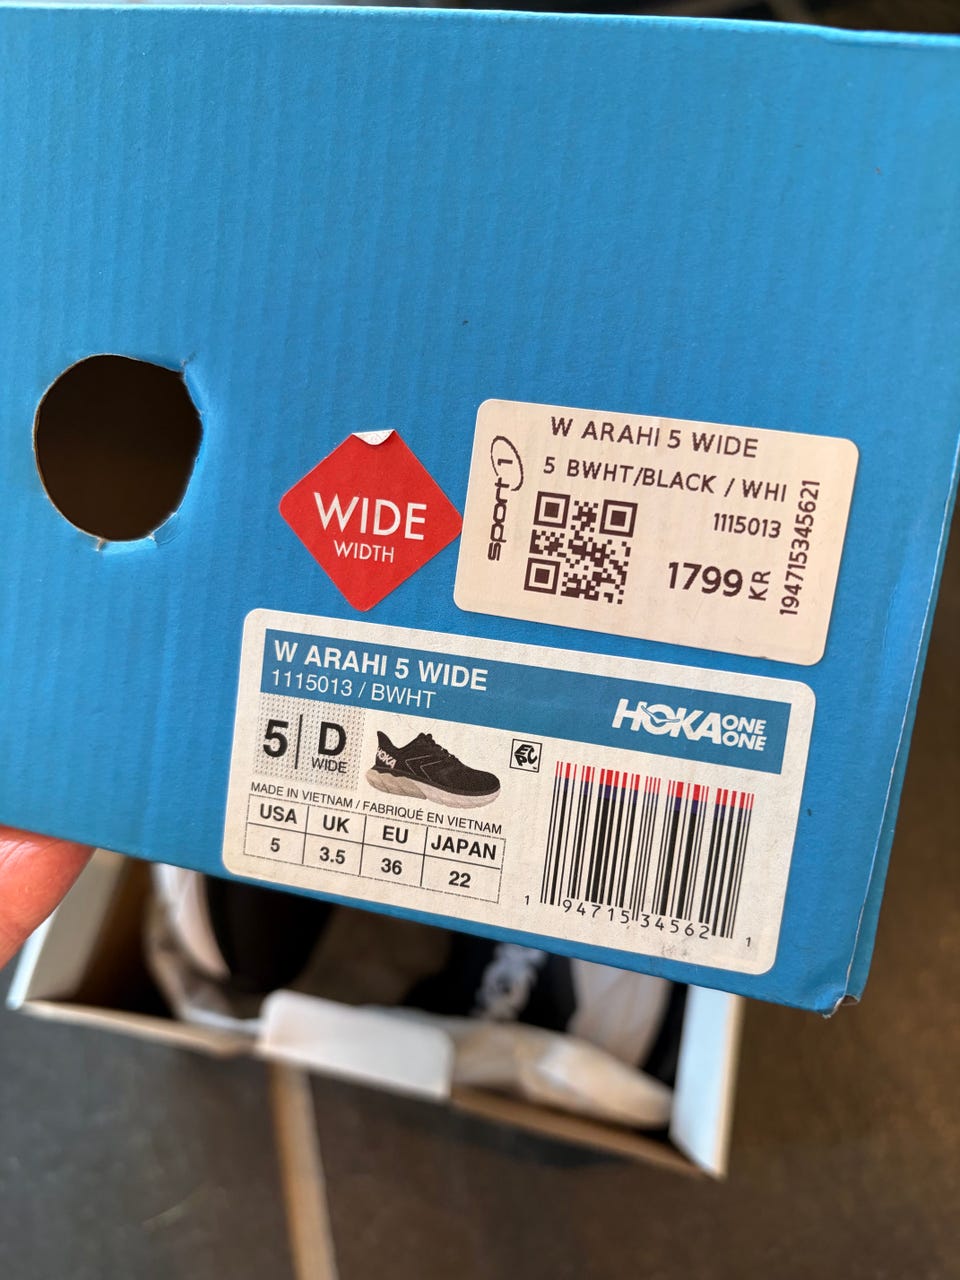 W ARAHI 5 WIDE
5 BWHT/BLACK / WHI
1115013
1799 KR
194715345621
sport1
WIDE
WIDTH
W ARAHI 5 WIDE
1115013 / BWHT
HOKA ONE ONE
5 D
WIDE
HOKA
MADE IN VIETNAM / FABRIQUÉ EN VIETNAM
USA UK EU JAPAN
5 3.5 36 22
1 94715 34562 1